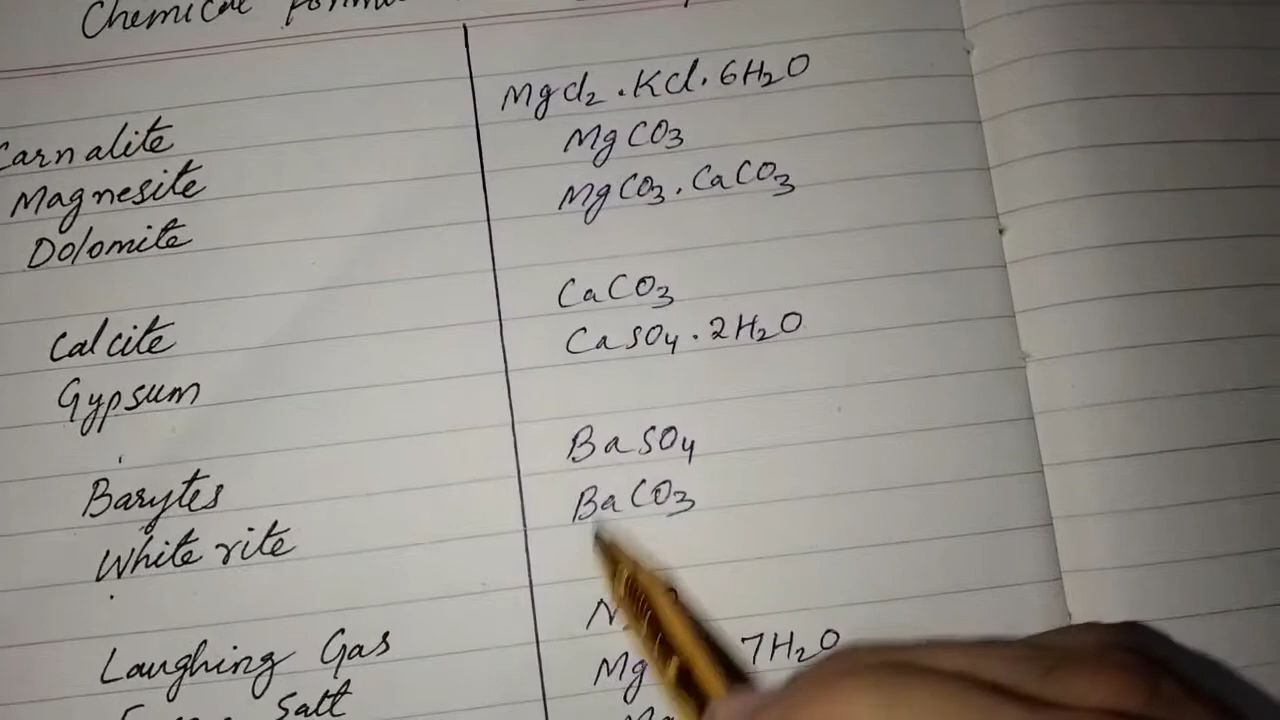 Chemical
Carnalite MgCl2 . KCl . 6H2O
Magnesite MgCO3
Dolomite MgCO3 . CaCO3
Calcite CaCO3
Gypsum CaSO4 . 2H2O
Barytes BaSO4
White rite BaCO3
Laughing Gas
Salt Mg 7H2O